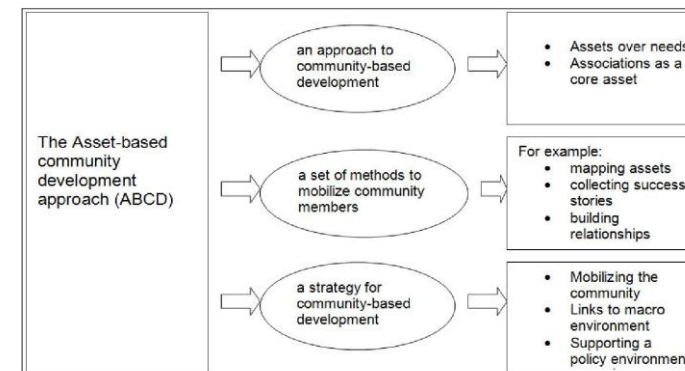 The Asset-based
community
development
approach (ABCD)
an approach to
community-based
development
• Assets over needs
• Associations as a
core asset
a set of methods to
mobilize community
members
For example:
• mapping assets
• collecting success
stories
• building
relationships
a strategy for
community-based
development
• Mobilizing the
community
• Links to macro
environment
• Supporting a
policy environmen